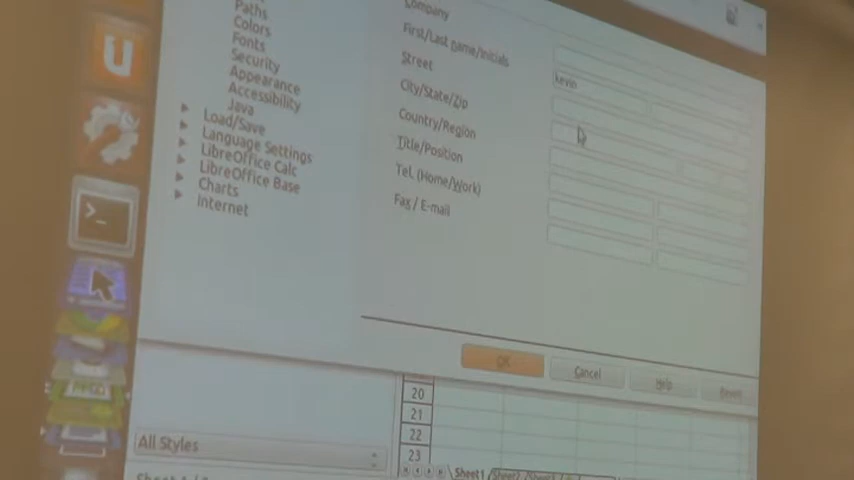 Paths
Colors
Fonts
Security
Appearance
Accessibility
Java
Load/Save
Language Settings
LibreOffice Calc
LibreOffice Base
Charts
Internet
Company
First/Last name/Initials
Street
City/State/Zip
Country/Region
Title/Position
Tel. (Home/Work)
Fax / E-mail
kevin
OK
Cancel
Help
Revert
20
21
22
23
All Styles
Sheet1
Sheet2